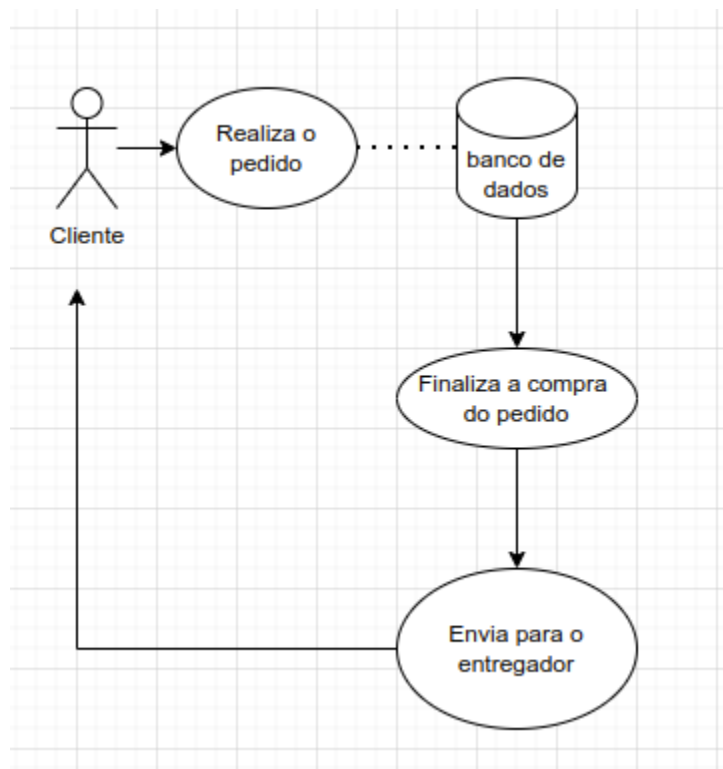 Realiza o
pedido
banco de
dados
Cliente
Finaliza a compra
do pedido
Envia para o
entregador